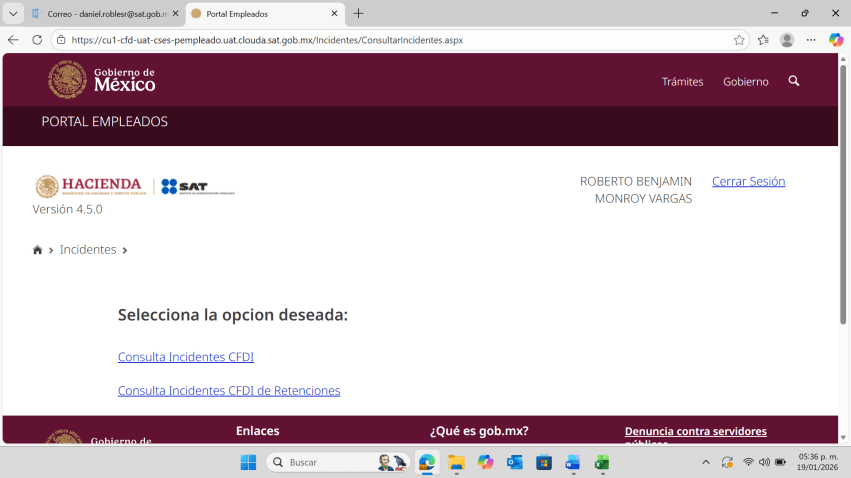 Correo - daniel.roblesr@sat.gob.m
Portal Empleados
https://cu1-cfd-uat-cses-pempleado.uat.clouda.sat.gob.mx/Incidentes/ConsultarIncidentes.aspx
Gobierno de
México
Trámites
Gobierno
PORTAL EMPLEADOS
HACIENDA
SAT
ROBERTO BENJAMIN
MONROY VARGAS
Cerrar Sesión
Versión 4.5.0
Incidentes
Selecciona la opcion deseada:
Consulta Incidentes CFDI
Consulta Incidentes CFDI de Retenciones
Gobierno de
Enlaces
¿Qué es gob.mx?
Denuncia contra servidores
públicos
Buscar
05:36 p. m.
19/01/2026